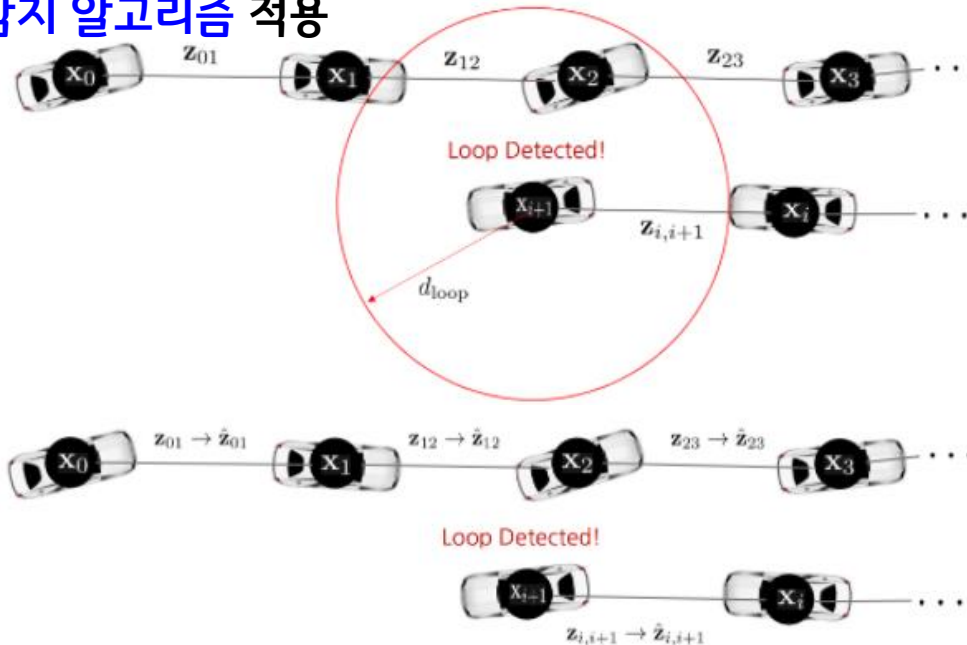 알고리즘 적용
z₀₁ z₁₂ z₂₃
x₀ x₁ x₂ x₃ ...
Loop Detected!
xᵢ₊₁ xᵢ ...
zᵢ,ᵢ₊₁
d_loop
z₀₁ → ẑ₀₁ z₁₂ → ẑ₁₂ z₂₃ → ẑ₂₃
x₀ x₁ x₂ x₃ ...
Loop Detected!
xᵢ₊₁ xᵢ ...
zᵢ,ᵢ₊₁ → ẑᵢ,ᵢ₊₁